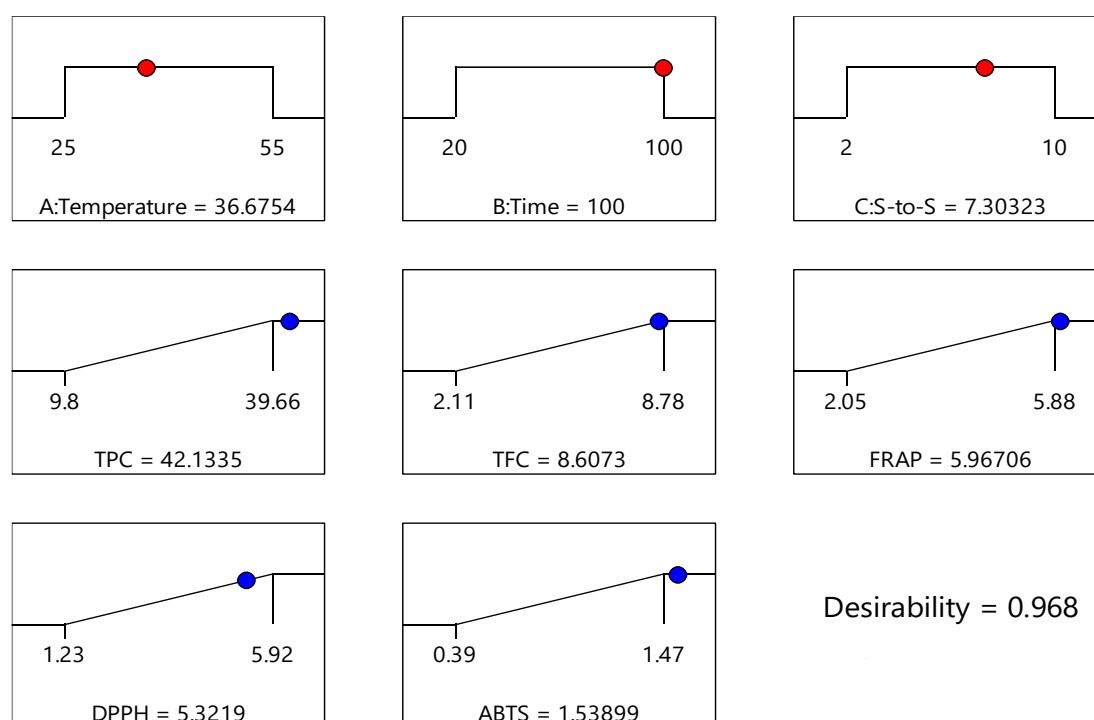 25 55
A:Temperature = 36.6754
20 100
B:Time = 100
2 10
C:S-to-S = 7.30323
9.8 39.66
TPC = 42.1335
2.11 8.78
TFC = 8.6073
2.05 5.88
FRAP = 5.96706
1.23 5.92
DPPH = 5.3219
0.39 1.47
ABTS = 1.53899
Desirability = 0.968